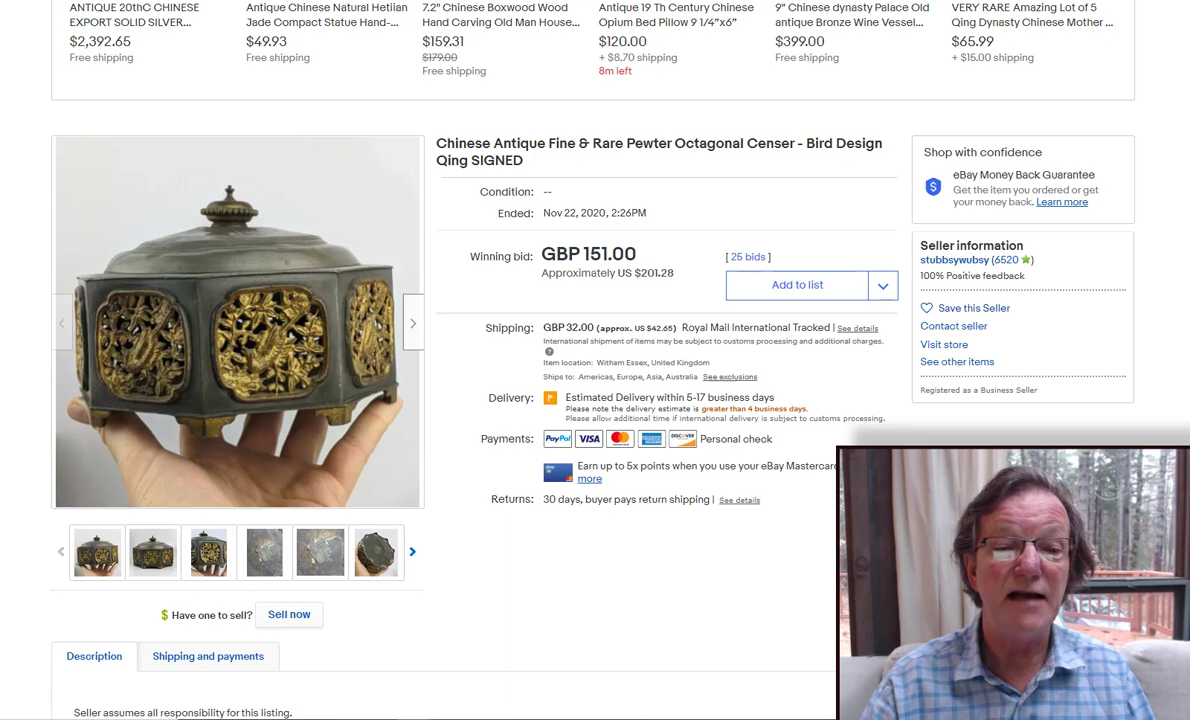 ANTIQUE 20thC CHINESE
EXPORT SOLID SILVER...
$2,392.65
Free shipping
Antique Chinese Natural Hetiian
Jade Compact Statue Hand-...
$49.93
Free shipping
7.2" Chinese Boxwood Wood
Hand Carving Old Man House...
$159.31
$179.00
Free shipping
Antique 19 Th Century Chinese
Opium Bed Pillow 9 1/4"x6"
$120.00
+ $8.70 shipping
8m left
9" Chinese dynasty Palace Old
antique Bronze Wine Vessel...
$399.00
Free shipping
VERY RARE Amazing Lot of 5
Qing Dynasty Chinese Mother ...
$65.99
+ $15.00 shipping
Chinese Antique Fine & Rare Pewter Octagonal Censer - Bird Design
Qing SIGNED
Condition: --
Ended: Nov 22, 2020, 2:26PM
Winning bid: GBP 151.00 [ 25 bids ]
Approximately US $201.28
Add to list
Shipping: GBP 32.00 (approx. US $42.65) Royal Mail International Tracked | See details
International shipment of items may be subject to customs processing and additional charges.
Item location: Witham Essex, United Kingdom
Ships to: Americas, Europe, Asia, Australia See exclusions
Delivery: Estimated Delivery within 5-17 business days
Please note the delivery estimate is greater than 4 business days.
Please allow additional time if international delivery is subject to customs processing.
Payments: PayPal VISA Personal check
Earn up to 5x points when you use your eBay Mastercard
more
Returns: 30 days, buyer pays return shipping | See details
Shop with confidence
eBay Money Back Guarantee
Get the item you ordered or get
your money back. Learn more
Seller information
stubbsywubsy (6520 )
100% Positive feedback
Save this Seller
Contact seller
Visit store
See other items
Registered as a Business Seller
$ Have one to sell? Sell now
Description
Shipping and payments
Seller assumes all responsibility for this listing.